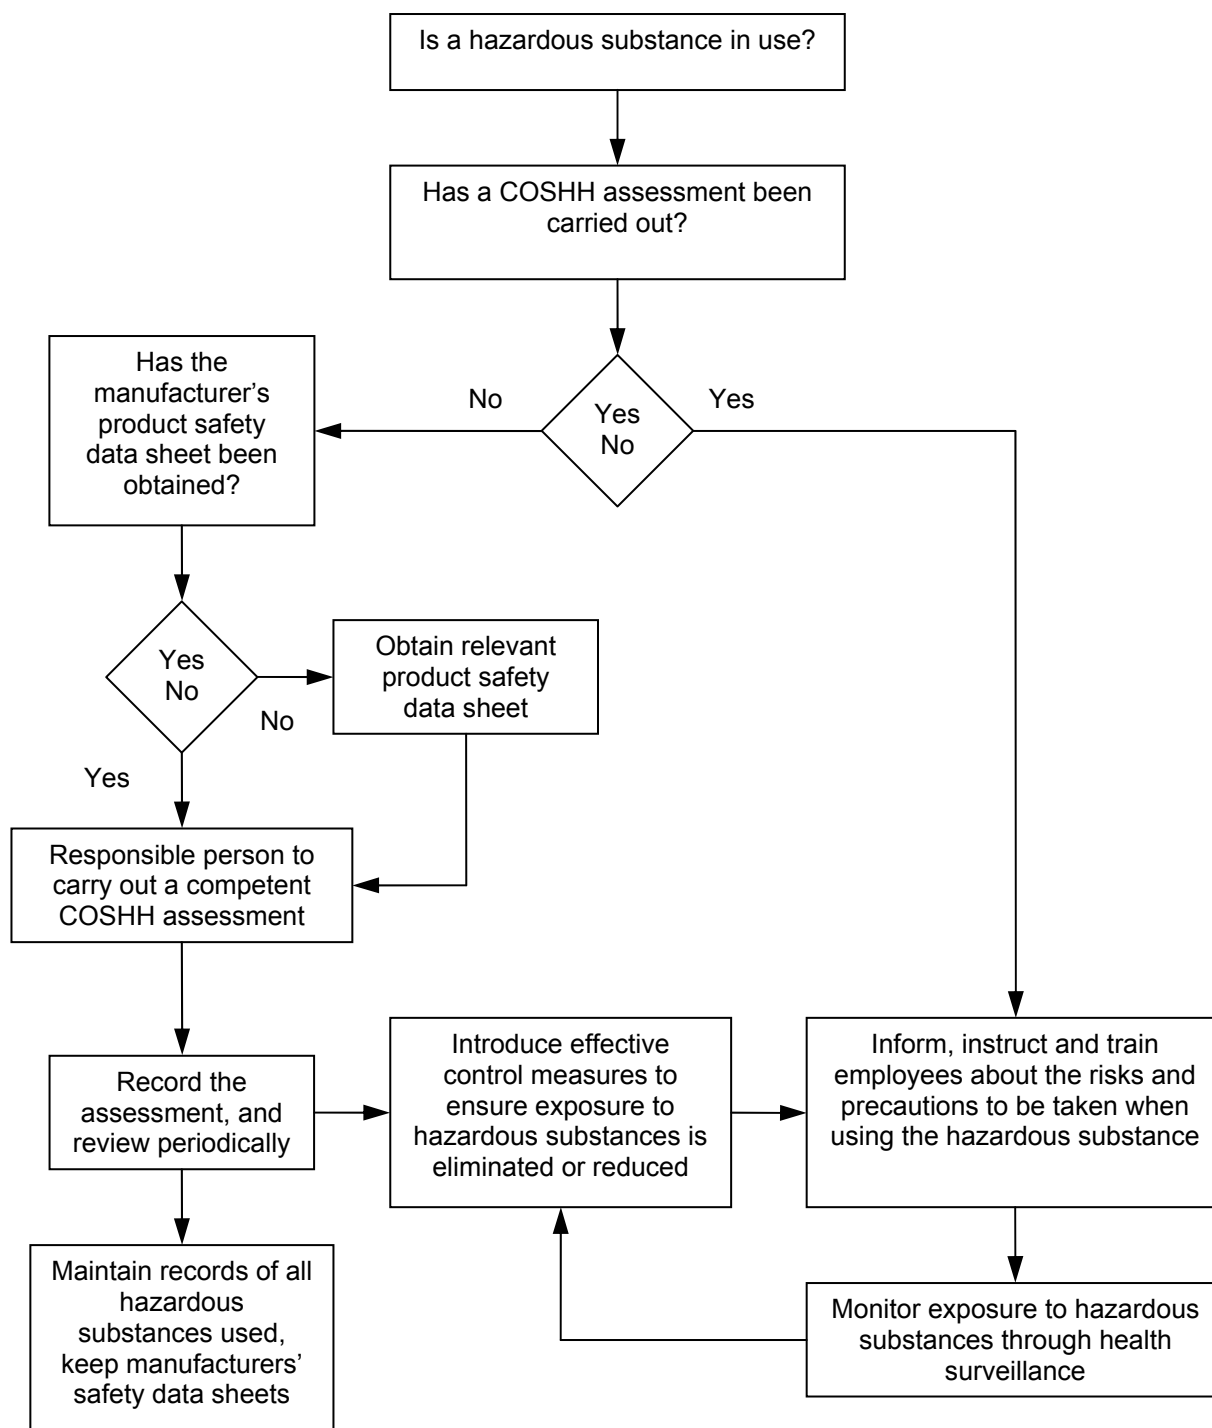 Is a hazardous substance in use?
Has a COSHH assessment been
carried out?
Has the
manufacturer’s
product safety
data sheet been
obtained?
No
Yes
No
Yes
Yes
No
No
Yes
Obtain relevant
product safety
data sheet
Responsible person to
carry out a competent
COSHH assessment
Record the
assessment, and
review periodically
Introduce effective
control measures to
ensure exposure to
hazardous substances is
eliminated or reduced
Inform, instruct and train
employees about the risks and
precautions to be taken when
using the hazardous substance
Maintain records of all
hazardous
substances used,
keep manufacturers’
safety data sheets
Monitor exposure to hazardous
substances through health
surveillance